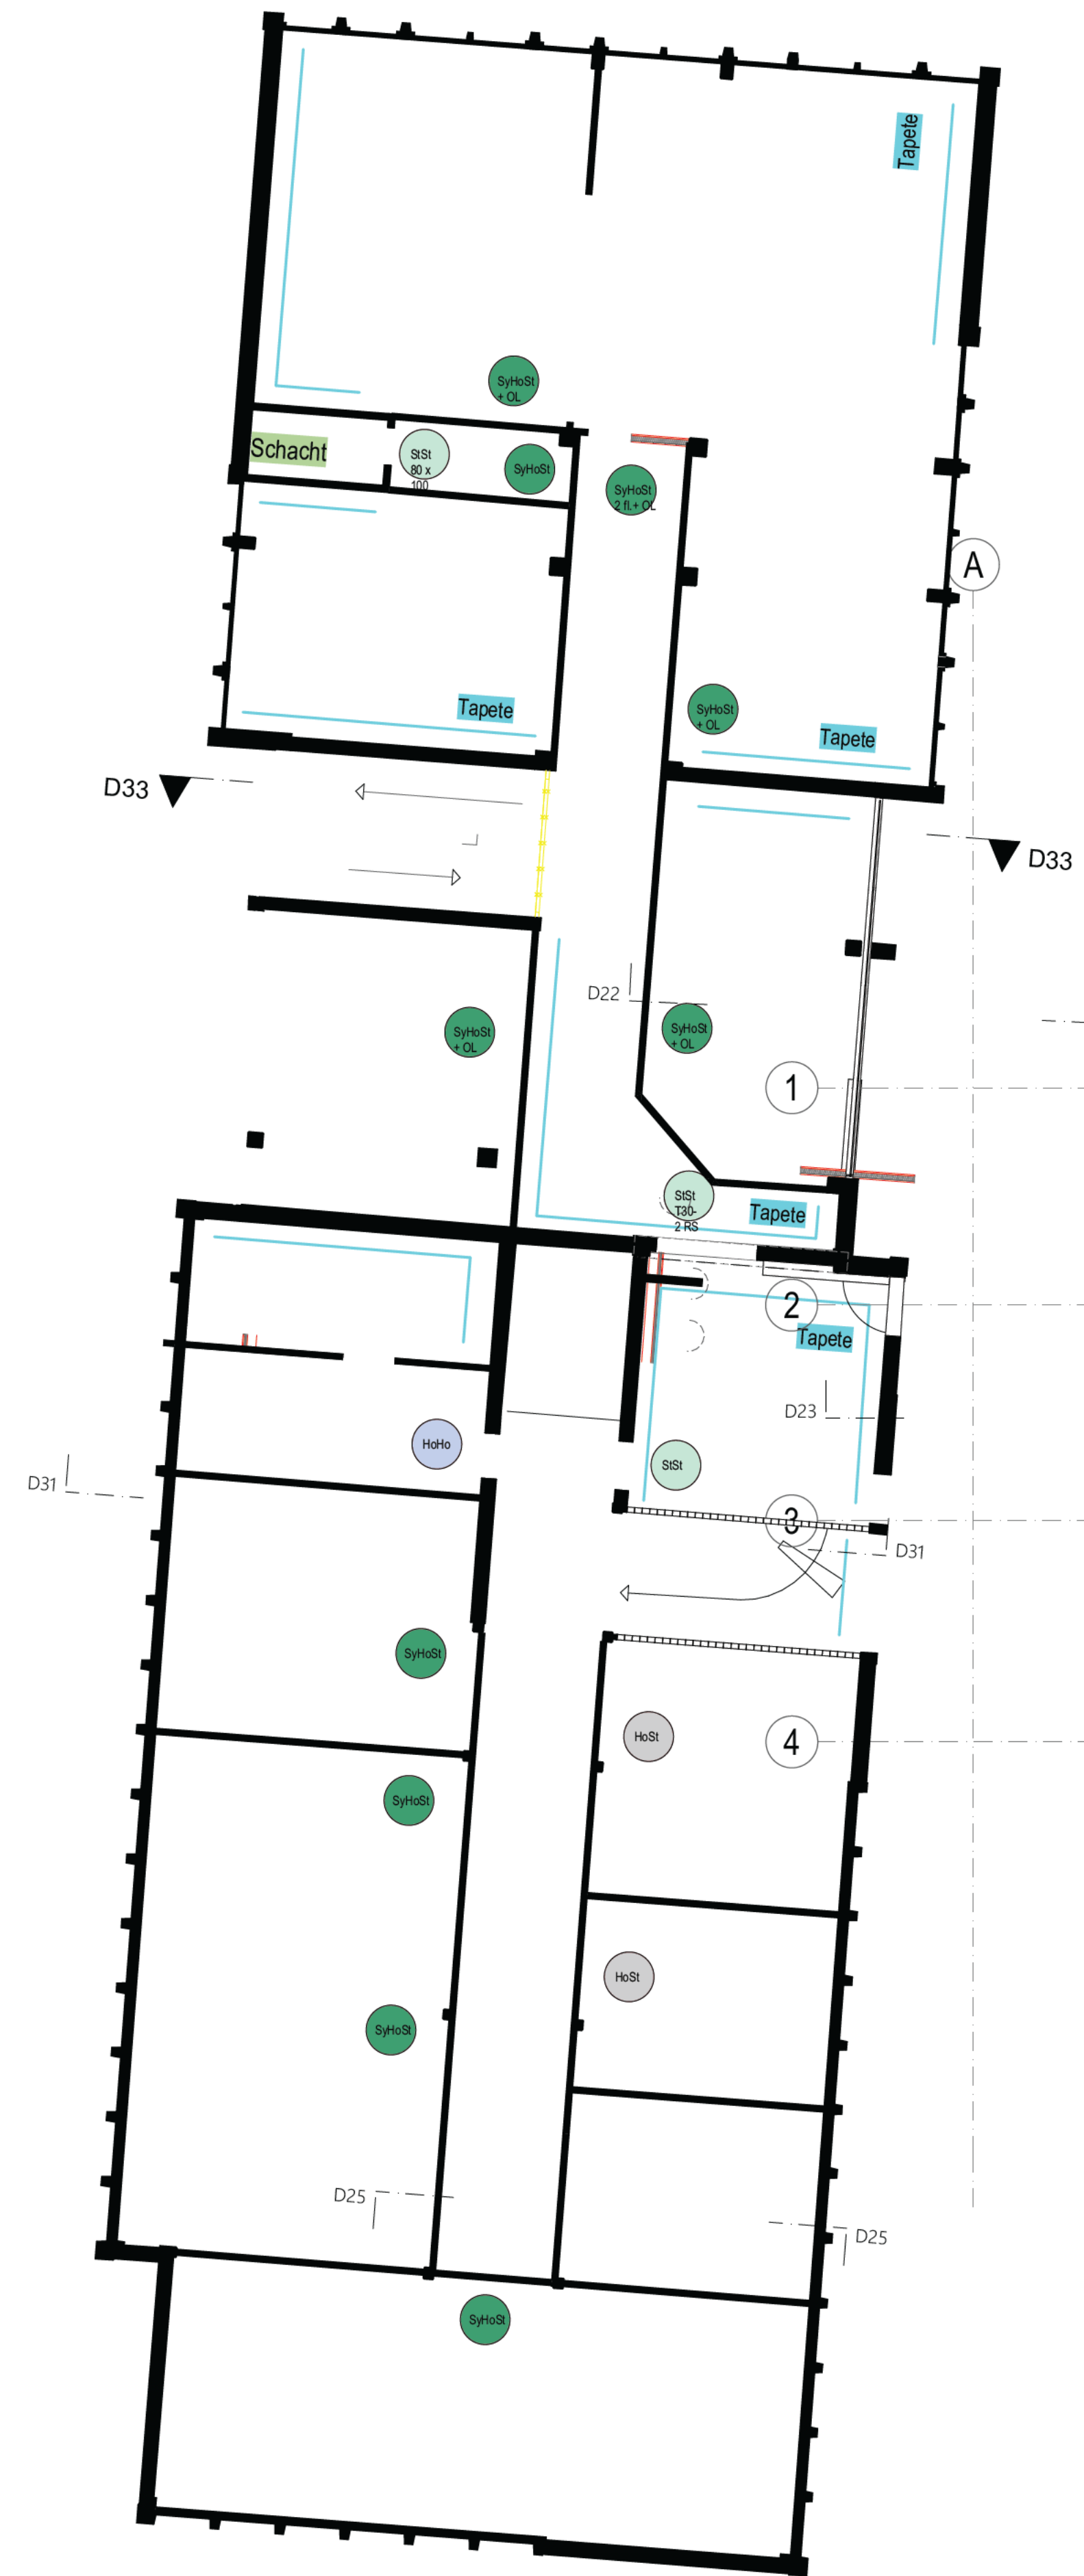 Tapete
SyHoSt
+ OL
Schacht
StSt
80 x
100
SyHoSt
SyHoSt
2 fl.+ OL
A
Tapete
SyHoSt
+ OL
Tapete
D33
D33
D22
SyHoSt
+ OL
SyHoSt
+ OL
1
StSt
T30-
2 RS
Tapete
2
Tapete
D23
HoHo
StSt
D31
3
D31
SyHoSt
HoSt
4
SyHoSt
HoSt
SyHoSt
D25
D25
SyHoSt